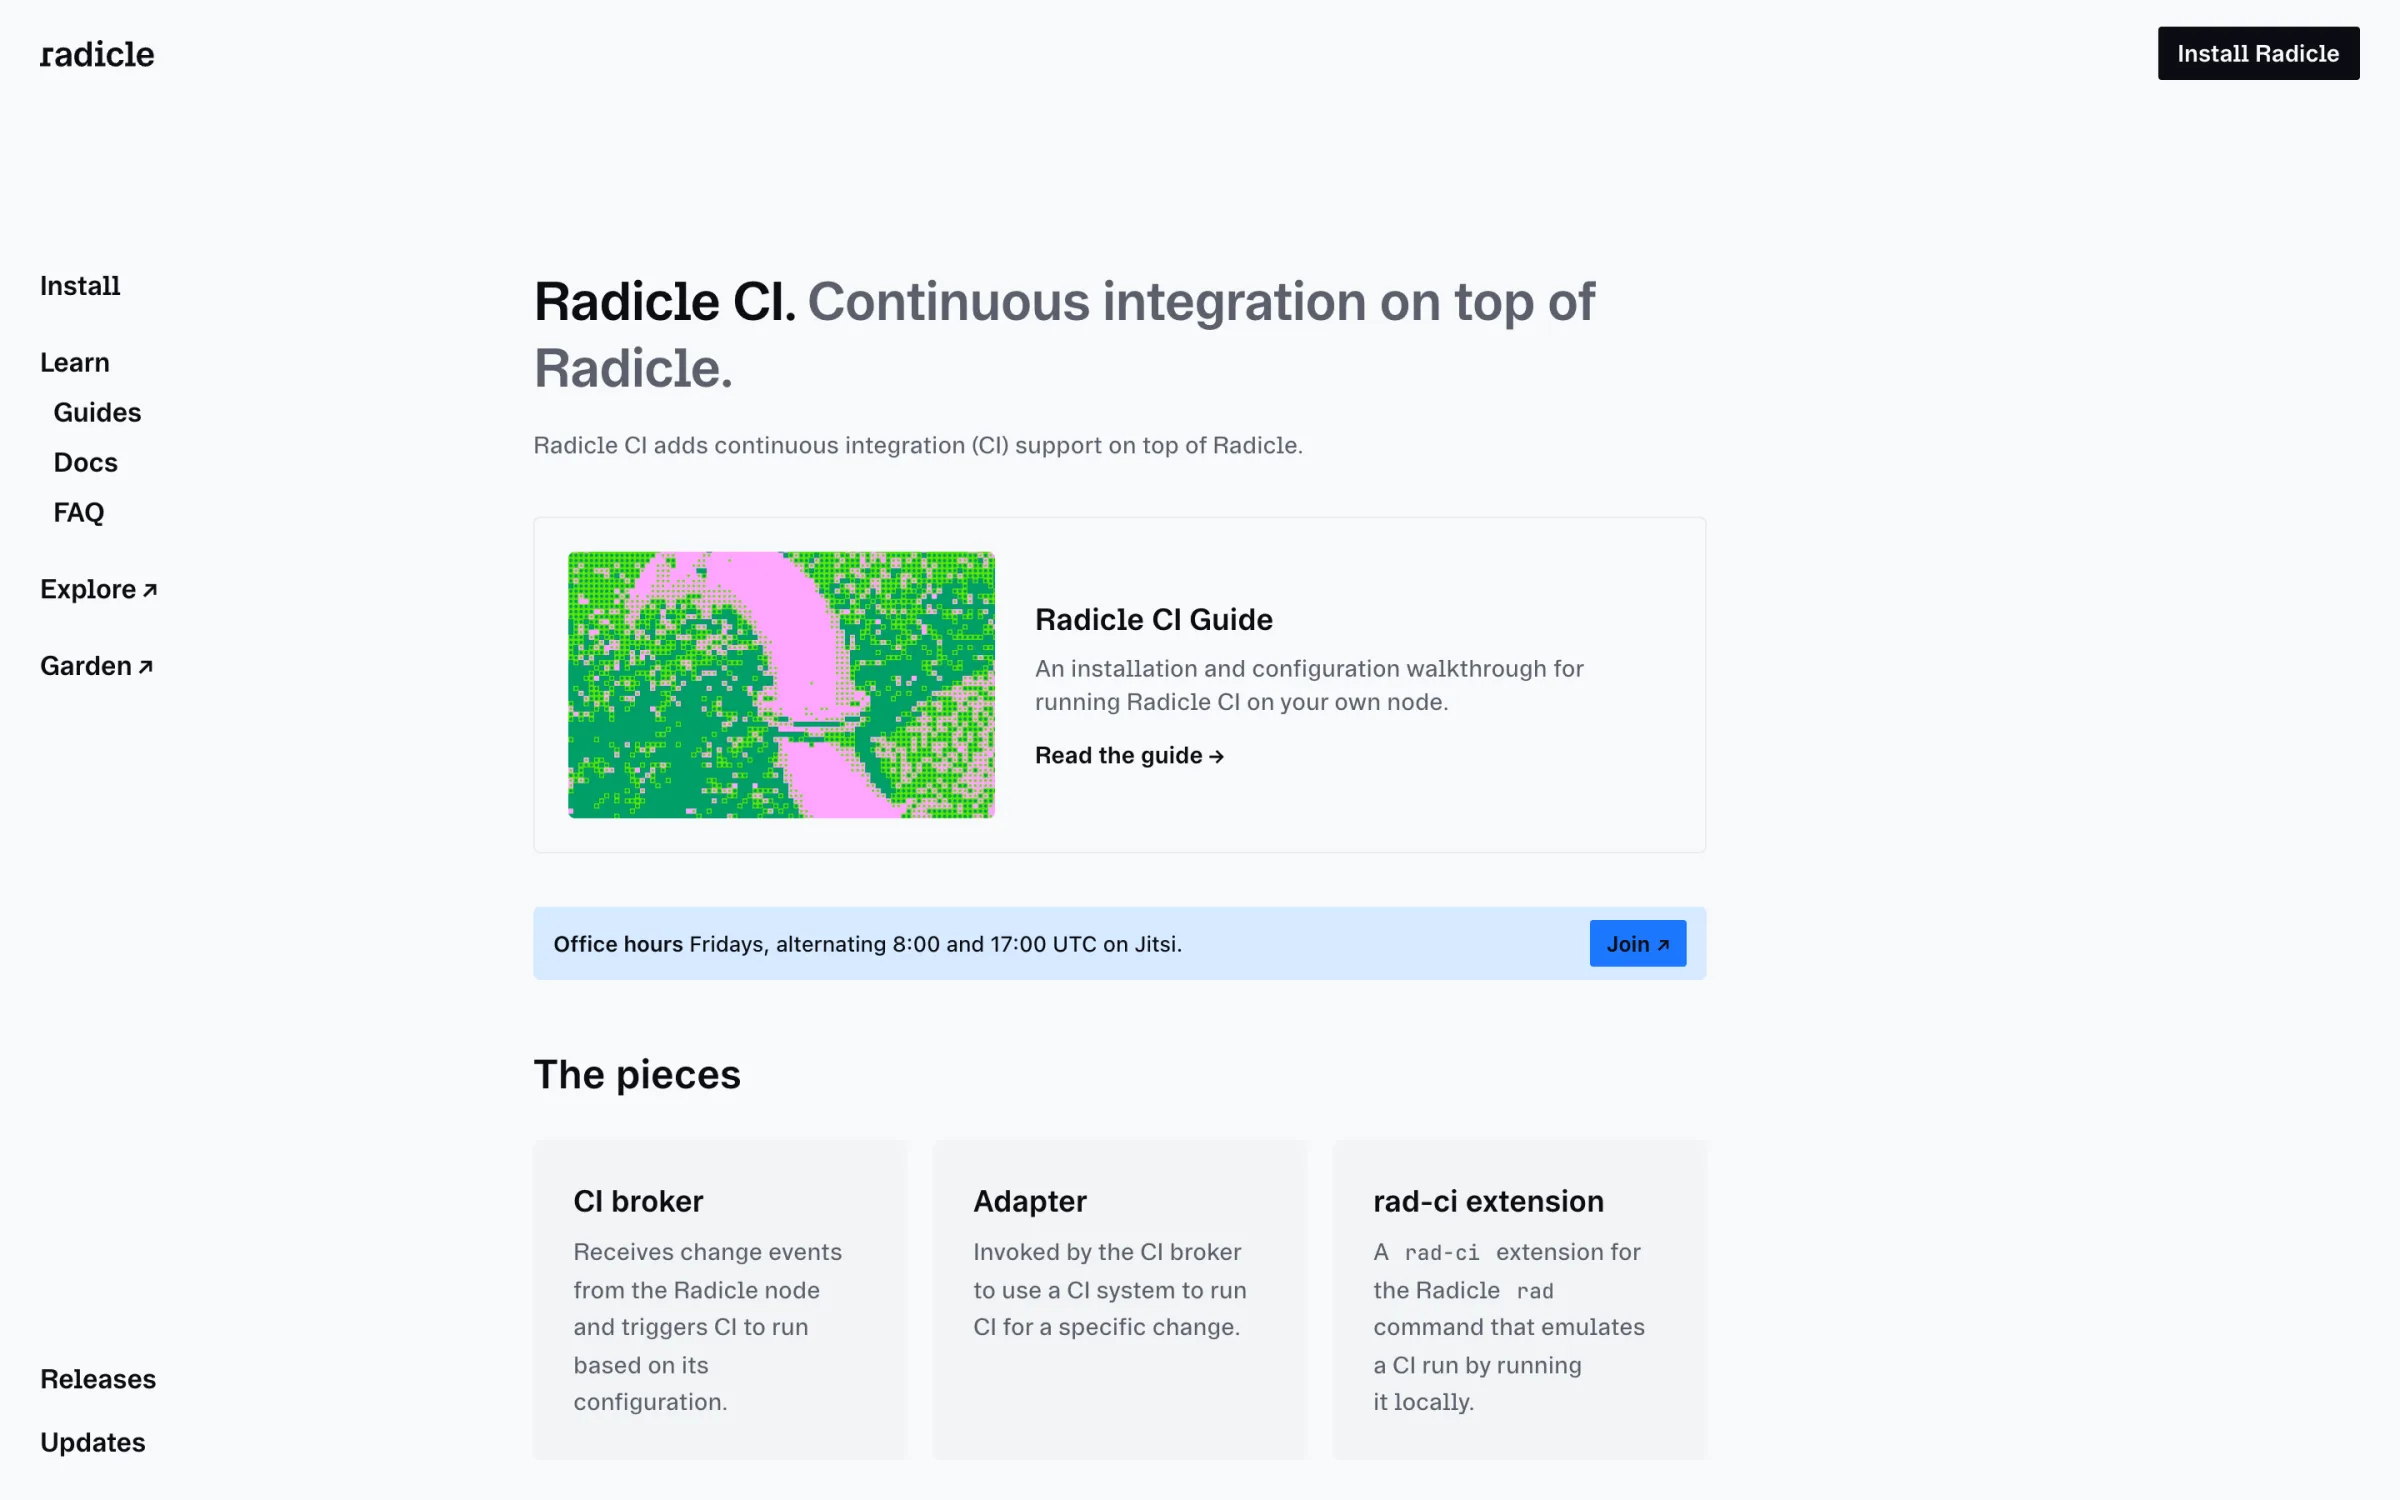 radicle
Install Radicle
Install
Learn
Guides
Docs
FAQ
Explore ↗
Garden ↗
Releases
Updates
Radicle CI. Continuous integration on top of
Radicle.
Radicle CI adds continuous integration (CI) support on top of Radicle.
Radicle CI Guide
An installation and configuration walkthrough for
running Radicle CI on your own node.
Read the guide →
Office hours Fridays, alternating 8:00 and 17:00 UTC on Jitsi.
Join ↗
The pieces
CI broker
Receives change events
from the Radicle node
and triggers CI to run
based on its
configuration.
Adapter
Invoked by the CI broker
to use a CI system to run
CI for a specific change.
rad-ci extension
A rad-ci extension for
the Radicle rad
command that emulates
a CI run by running
it locally.